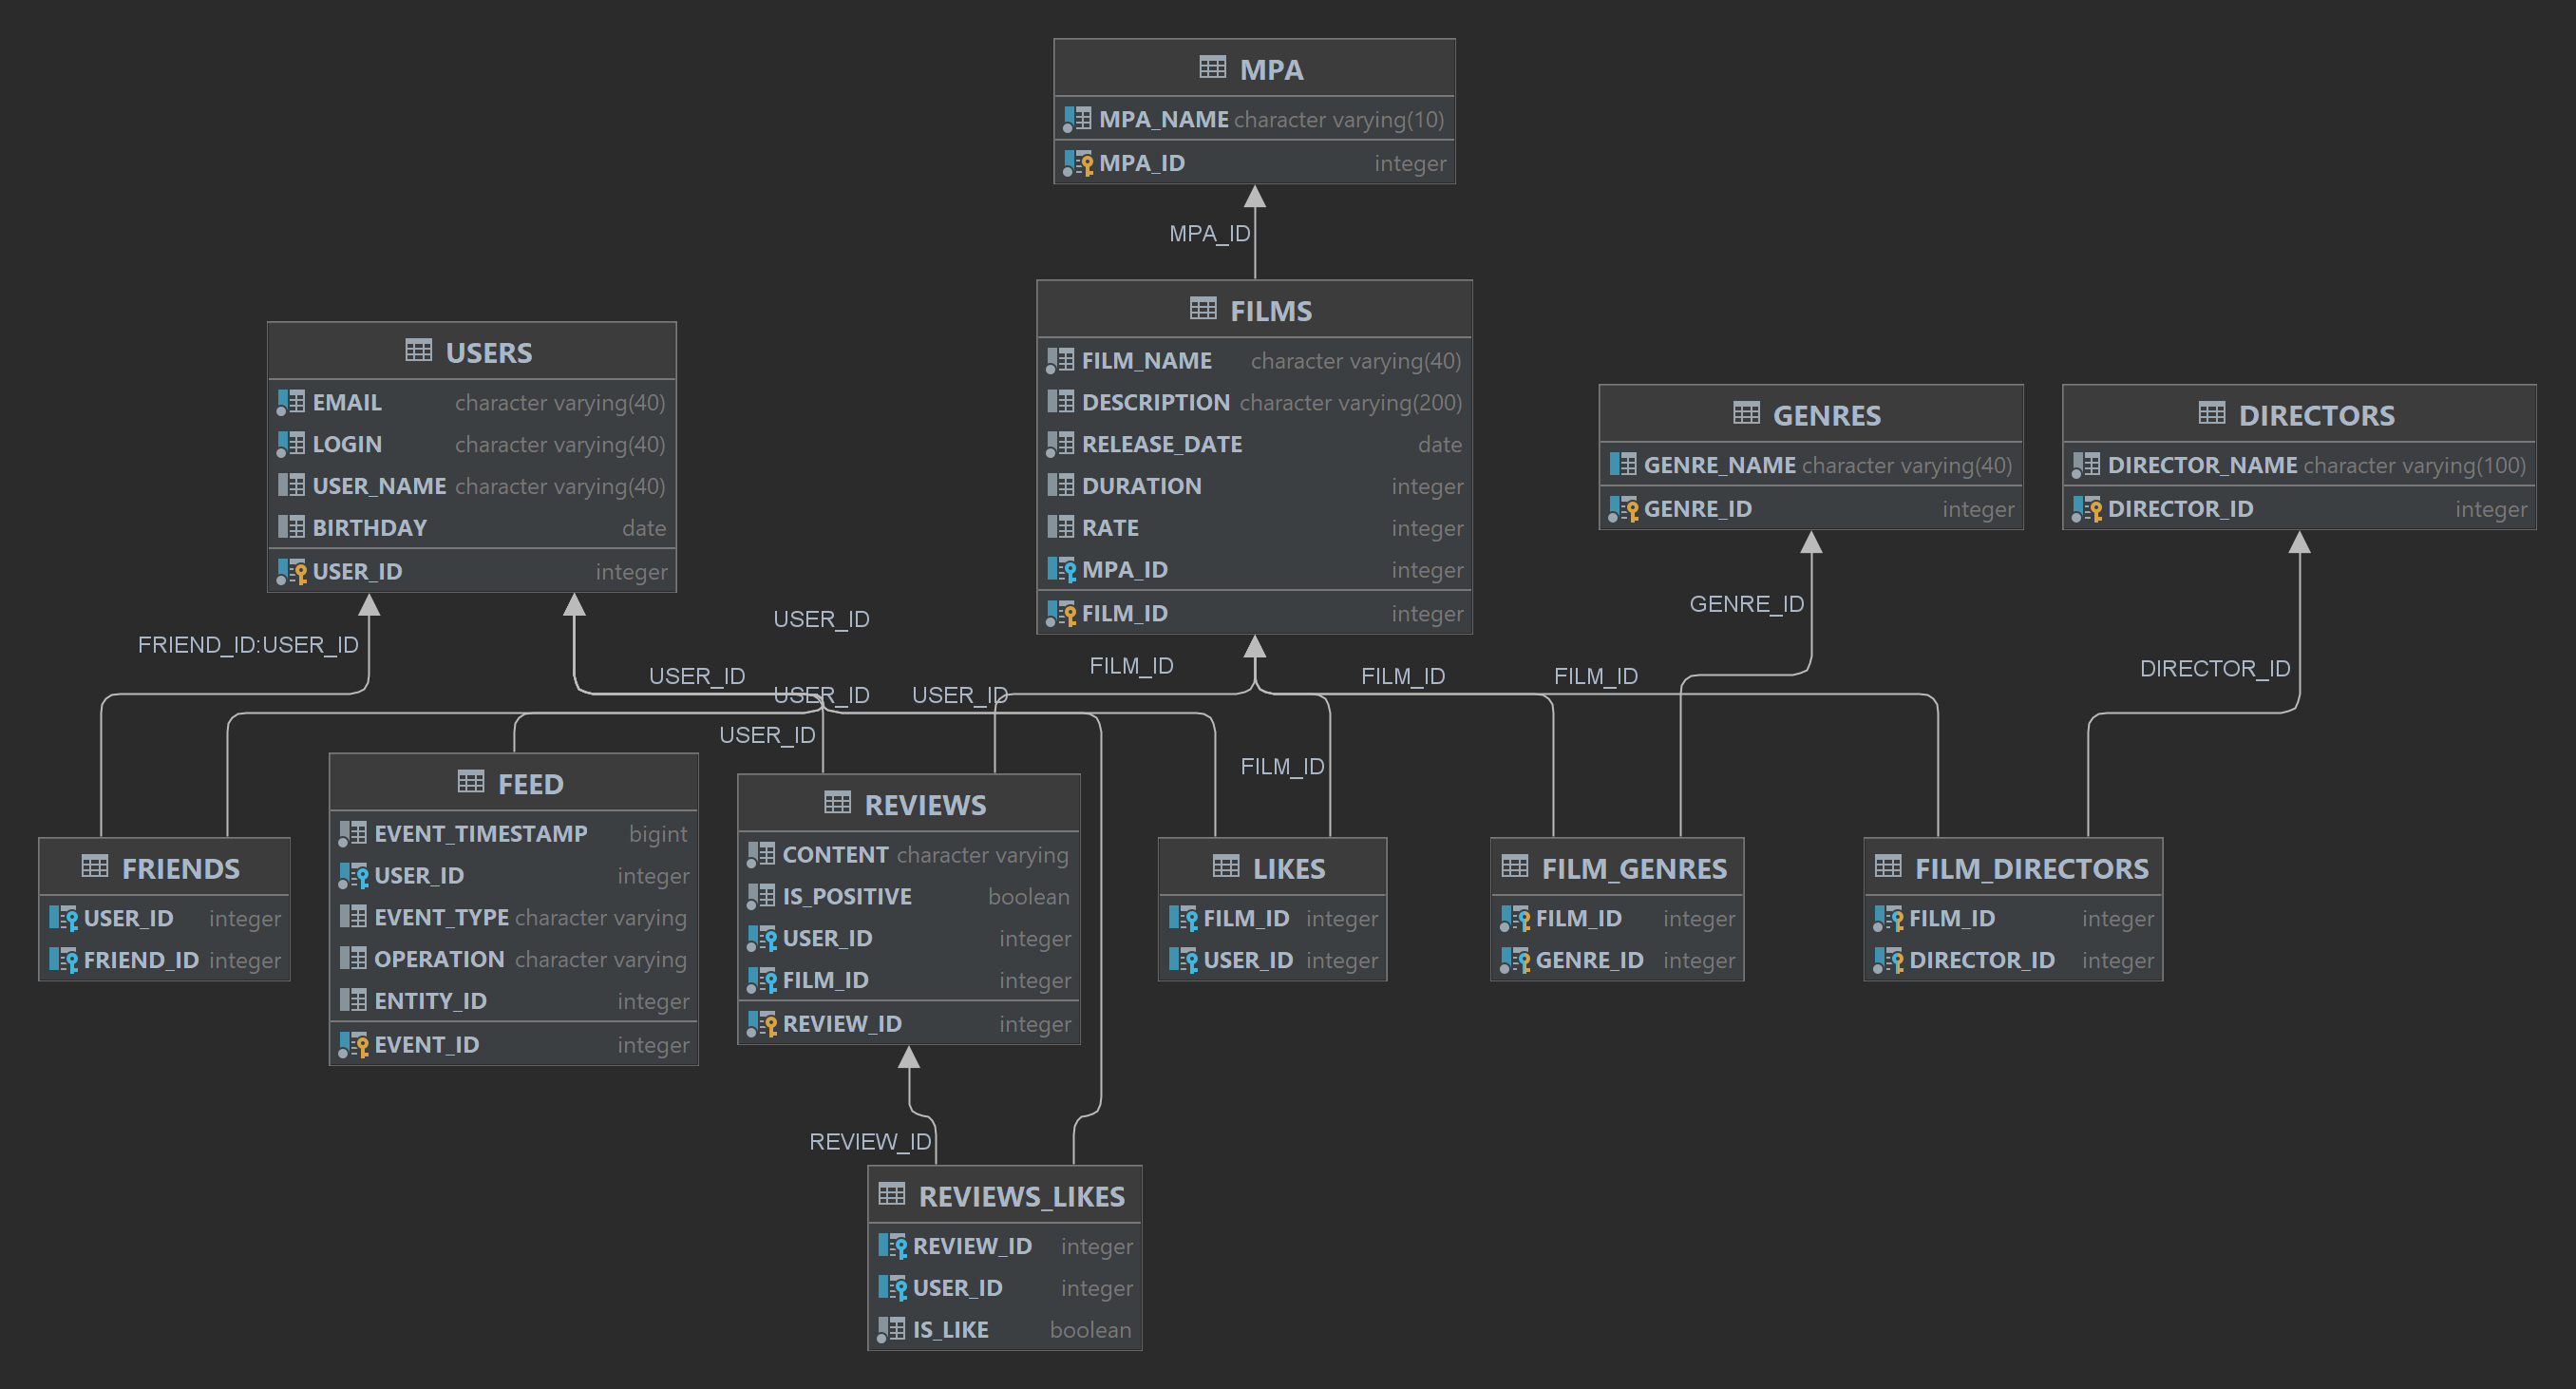 MPA
MPA_NAME character varying(10)
MPA_ID integer
MPA_ID
FILMS
FILM_NAME character varying(40)
DESCRIPTION character varying(200)
RELEASE_DATE date
DURATION integer
RATE integer
MPA_ID integer
FILM_ID integer
USERS
EMAIL character varying(40)
LOGIN character varying(40)
USER_NAME character varying(40)
BIRTHDAY date
USER_ID integer
GENRES
GENRE_NAME character varying(40)
GENRE_ID integer
DIRECTORS
DIRECTOR_NAME character varying(100)
DIRECTOR_ID integer
FRIEND_ID:USER_ID
USER_ID
USER_ID
USER_ID
USER_ID
USER_ID
FILM_ID
FILM_ID
FILM_ID
FILM_ID
GENRE_ID
DIRECTOR_ID
FRIENDS
USER_ID integer
FRIEND_ID integer
FEED
EVENT_TIMESTAMP bigint
USER_ID integer
EVENT_TYPE character varying
OPERATION character varying
ENTITY_ID integer
EVENT_ID integer
REVIEWS
CONTENT character varying
IS_POSITIVE boolean
USER_ID integer
FILM_ID integer
REVIEW_ID integer
LIKES
FILM_ID integer
USER_ID integer
FILM_GENRES
FILM_ID integer
GENRE_ID integer
FILM_DIRECTORS
FILM_ID integer
DIRECTOR_ID integer
REVIEW_ID
REVIEWS_LIKES
REVIEW_ID integer
USER_ID integer
IS_LIKE boolean